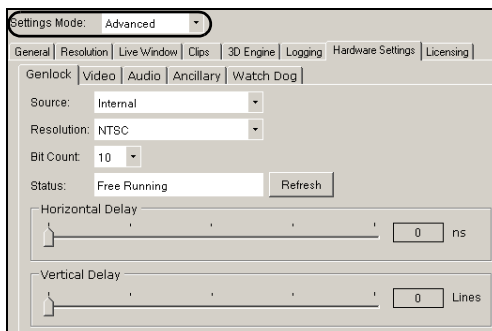 Settings Mode: Advanced
General Resolution Live Window Clips 3D Engine Logging Hardware Settings Licensing
Genlock Video Audio Ancillary Watch Dog
Source: Internal
Resolution: NTSC
Bit Count: 10
Status: Free Running Refresh
Horizontal Delay
0 ns
Vertical Delay
0 Lines